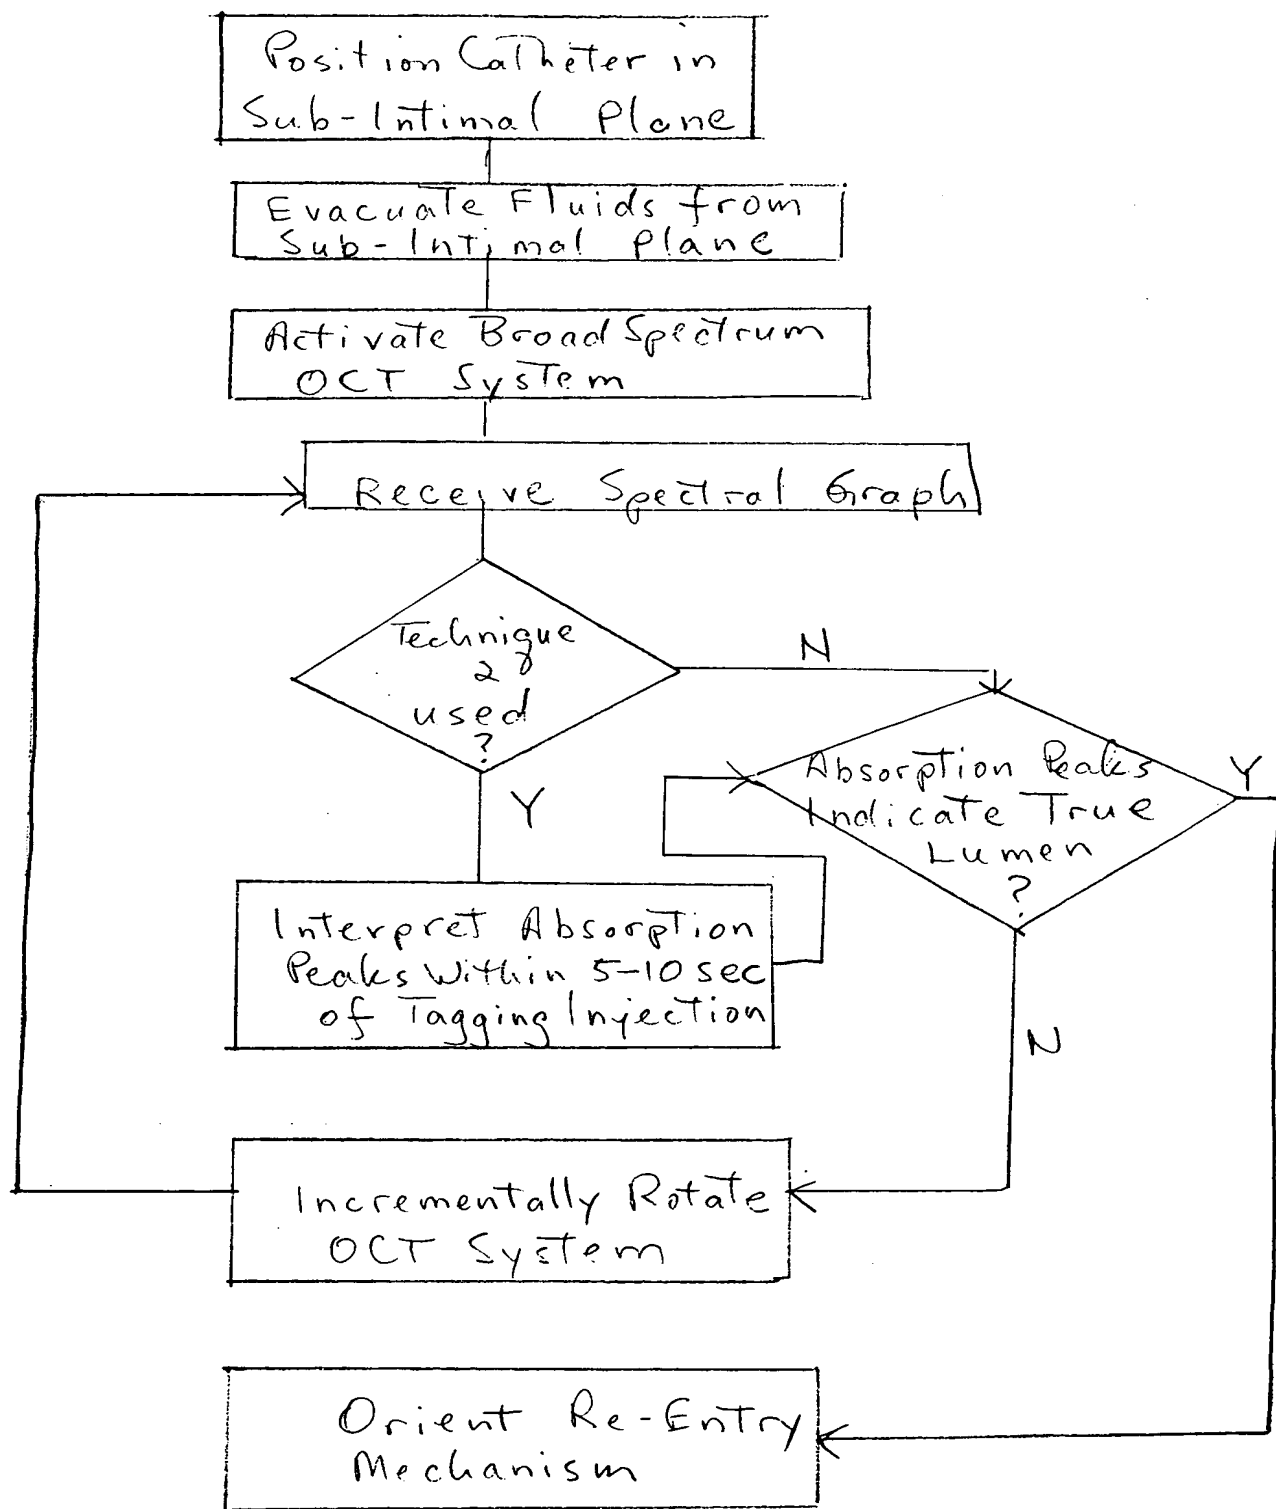 Position Catheter in
Sub-Intimal Plane
Evacuate Fluids from
Sub-Intimal Plane
Activate Broad Spectrum
OCT System
Receive Spectral Graph
Technique
2
used
?
N
Y
Absorption Peaks
Indicate True
Lumen
?
Y
Interpret Absorption
Peaks Within 5-10 sec
of Tagging Injection
N
Incrementally Rotate
OCT System
Orient Re-Entry
Mechanism